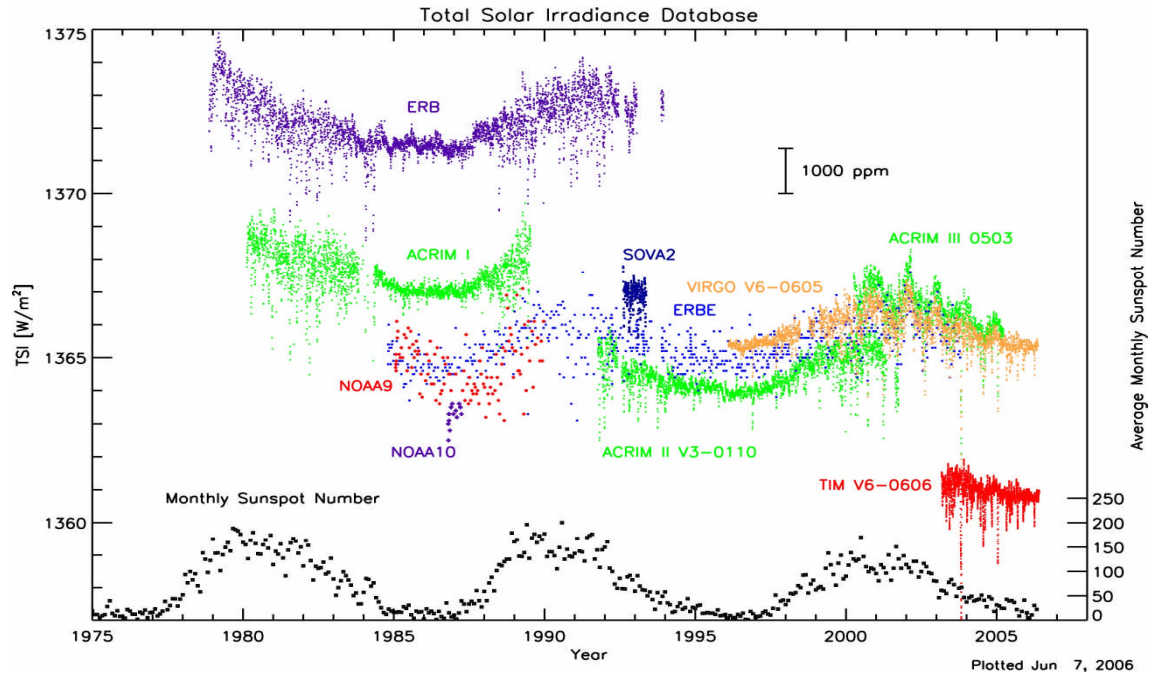 Total Solar Irradiance Database
1375
1370
1365
1360
TSI [W/m²]
ERB
1000 ppm
ACRIM I
SOVA2
ACRIM III 0503
VIRGO V6-0605
ERBE
NOAA9
NOAA10
ACRIM II V3-0110
TIM V6-0606
Monthly Sunspot Number
Average Monthly Sunspot Number
250
200
150
100
50
0
1975 1980 1985 1990 1995 2000 2005
Year
Plotted Jun 7, 2006